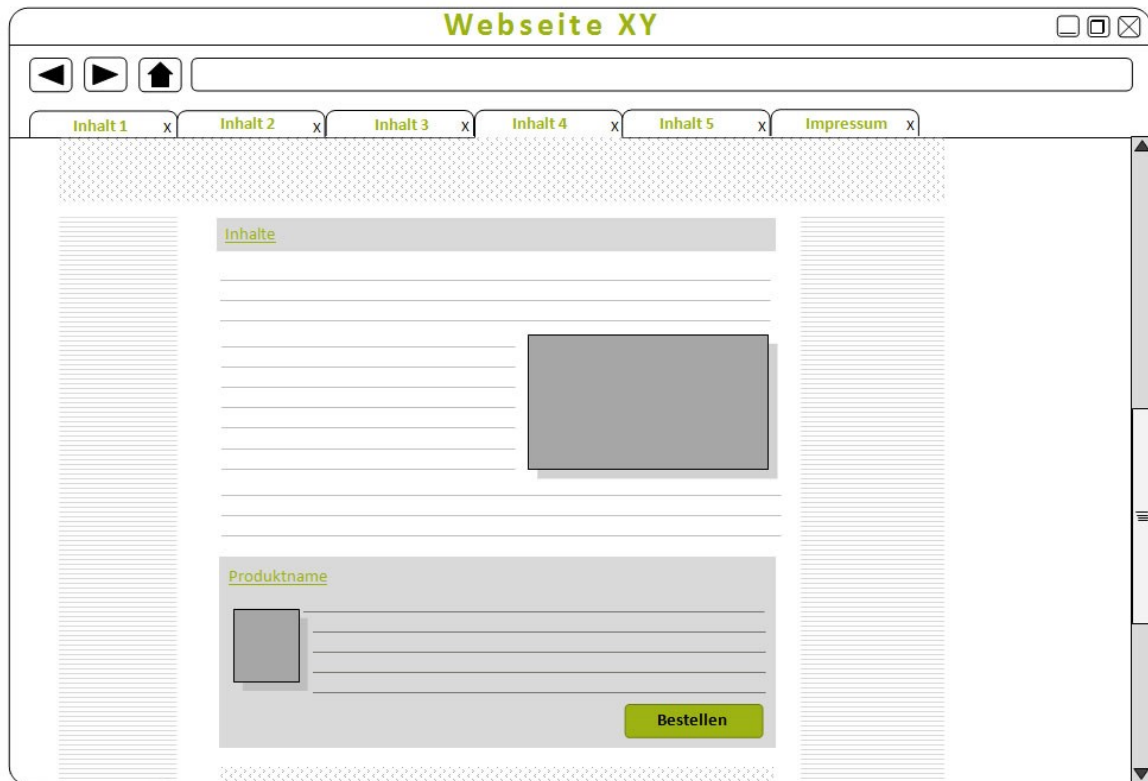 Webseite XY
Inhalt 1 x Inhalt 2 x Inhalt 3 x Inhalt 4 x Inhalt 5 x Impressum x
Inhalte
Produktname
Bestellen